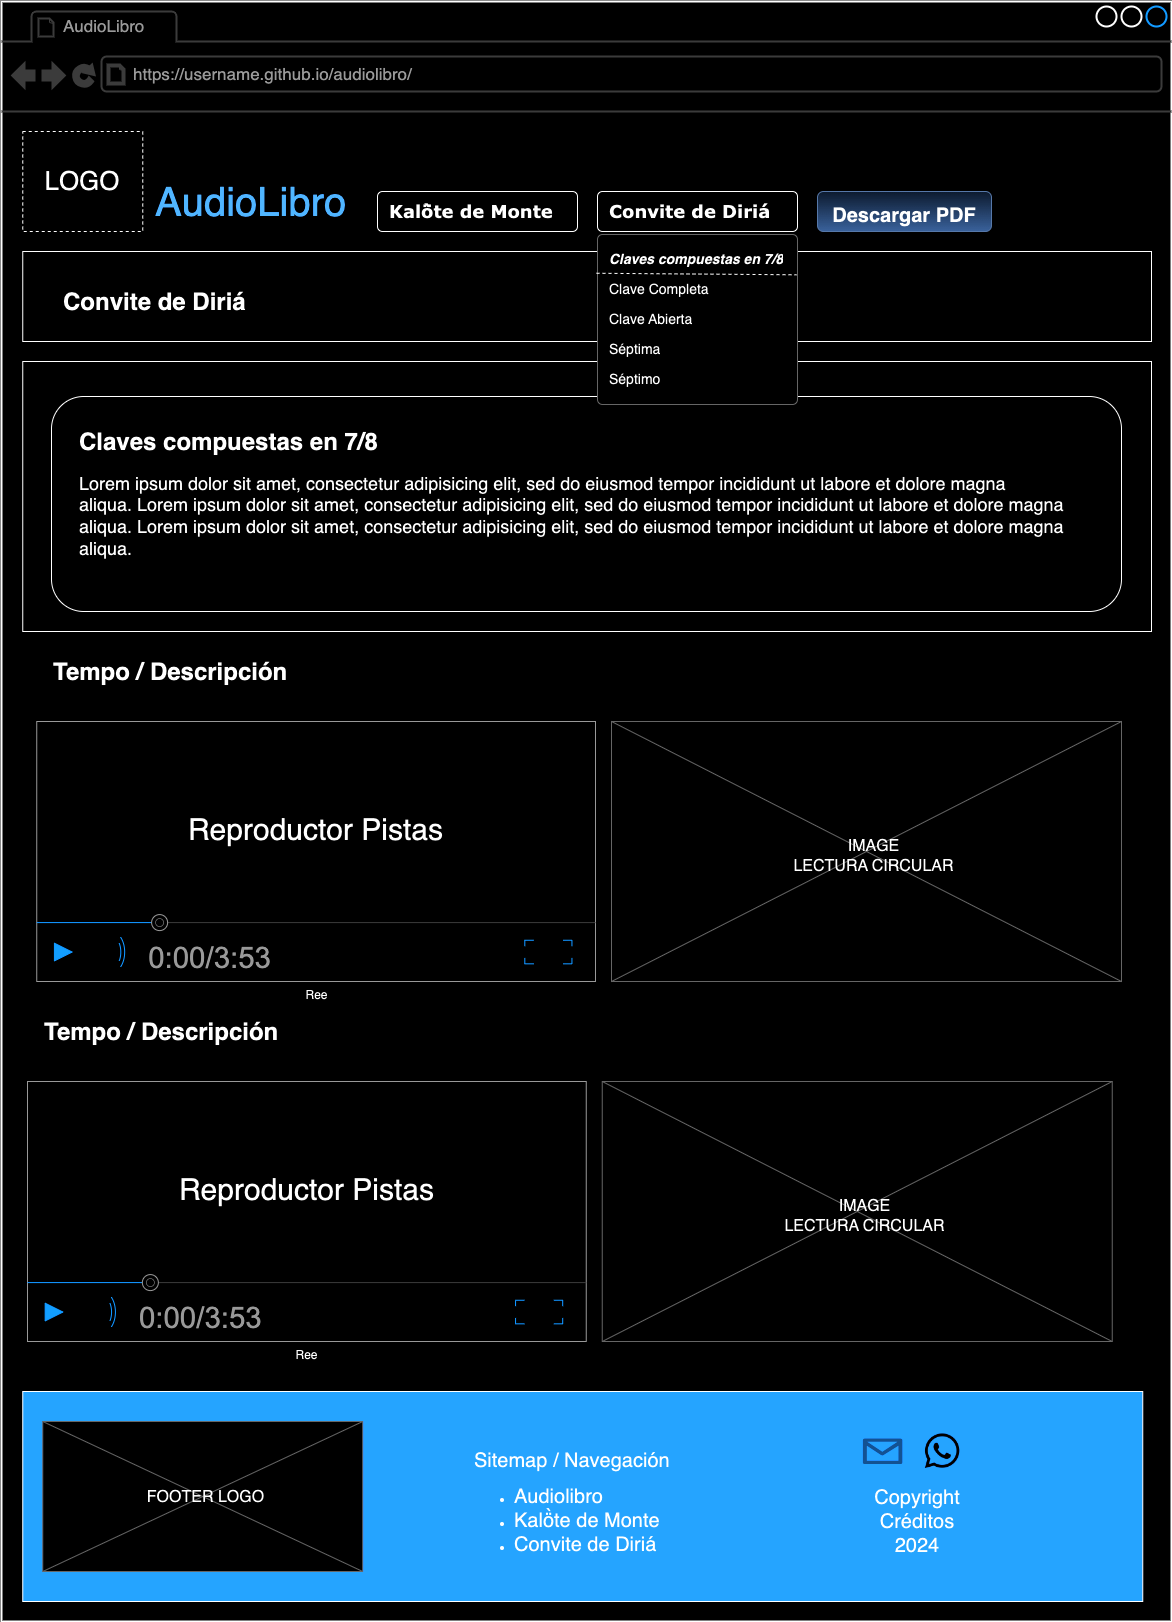 AudioLibro
https://username.github.io/audiolibro/
LOGO
AudioLibro
Kalȭte de Monte
Convite de Diriá
Descargar PDF
Claves compuestas en 7/8
Clave Completa
Clave Abierta
Séptima
Séptimo
Convite de Diriá
Claves compuestas en 7/8
Lorem ipsum dolor sit amet, consectetur adipisicing elit, sed do eiusmod tempor incididunt ut labore et dolore magna
aliqua. Lorem ipsum dolor sit amet, consectetur adipisicing elit, sed do eiusmod tempor incididunt ut labore et dolore magna
aliqua. Lorem ipsum dolor sit amet, consectetur adipisicing elit, sed do eiusmod tempor incididunt ut labore et dolore magna
aliqua.
Tempo / Descripción
Reproductor Pistas
0:00/3:53
Ree
IMAGE
LECTURA CIRCULAR
Tempo / Descripción
Reproductor Pistas
0:00/3:53
Ree
IMAGE
LECTURA CIRCULAR
FOOTER LOGO
Sitemap / Navegación
• Audiolibro
• Kalȍ̀te de Monte
• Convite de Diriá
Copyright
Créditos
2024